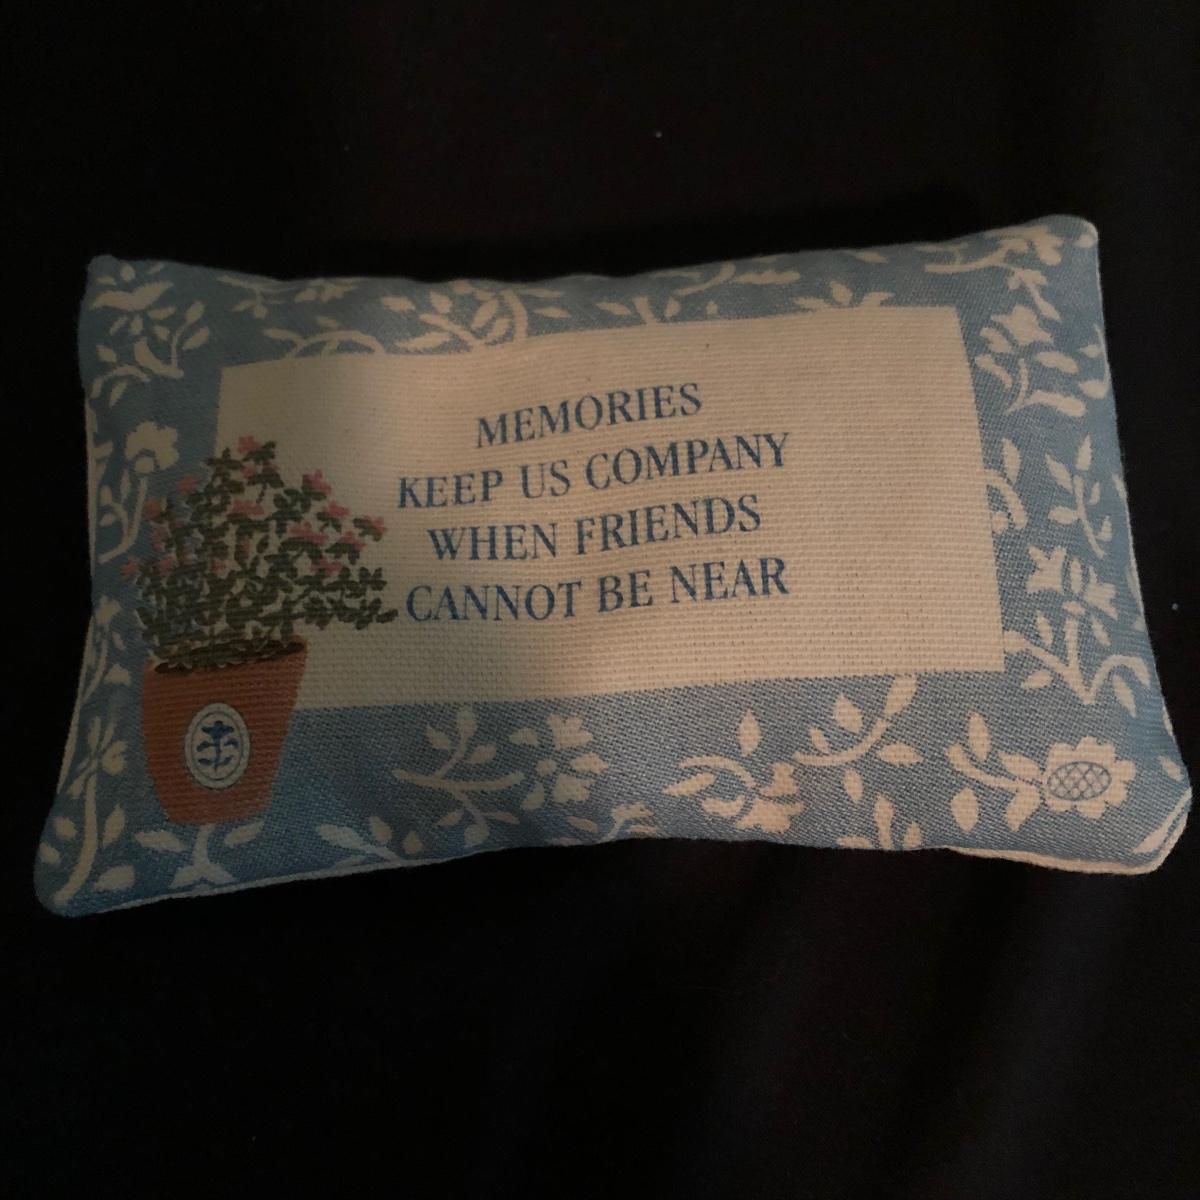 MEMORIES
KEEP US COMPANY
WHEN FRIENDS
CANNOT BE NEAR